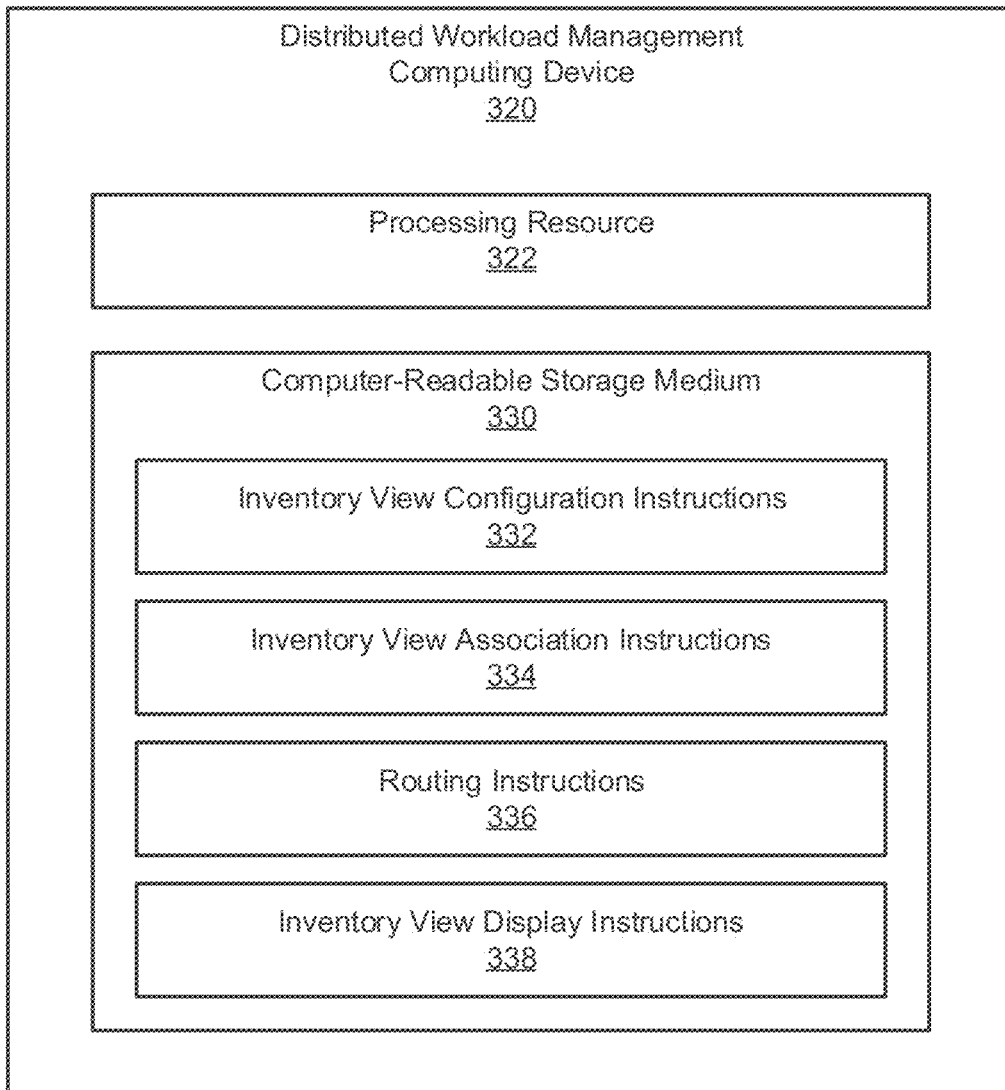 Distributed Workload Management
Computing Device
320
Processing Resource
322
Computer-Readable Storage Medium
330
Inventory View Configuration Instructions
332
Inventory View Association Instructions
334
Routing Instructions
336
Inventory View Display Instructions
338